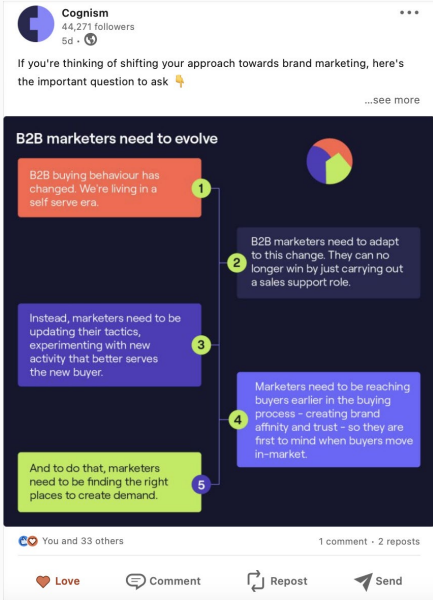 Cognism
44,271 followers
5d •
If you're thinking of shifting your approach towards brand marketing, here's
the important question to ask 👇
...see more
B2B marketers need to evolve
B2B buying behaviour has
changed. We're living in a
self serve era.
1
B2B marketers need to adapt
to this change. They can no
longer win by just carrying out
a sales support role.
2
Instead, marketers need to be
updating their tactics,
experimenting with new
activity that better serves
the new buyer.
3
Marketers need to be reaching
buyers earlier in the buying
process - creating brand
affinity and trust - so they are
first to mind when buyers move
in-market.
4
And to do that, marketers
need to be finding the right
places to create demand.
5
You and 33 others
1 comment • 2 reposts
Love
Comment
Repost
Send